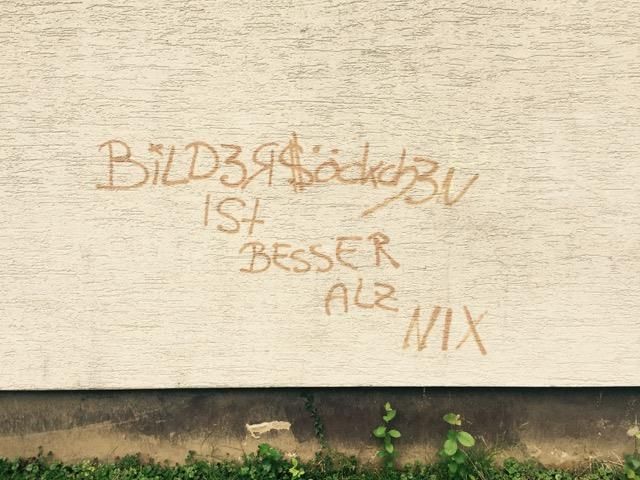 BiLD3Я$öckch3N
ISt
BESSER
ALZ
NIX